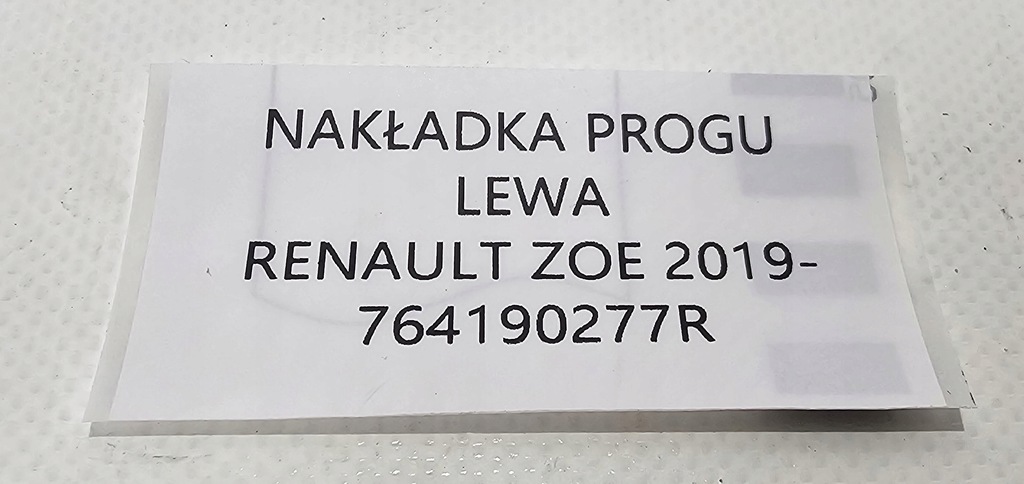 NAKŁADKA PROGU
LEWA
RENAULT ZOE 2019-
764190277R